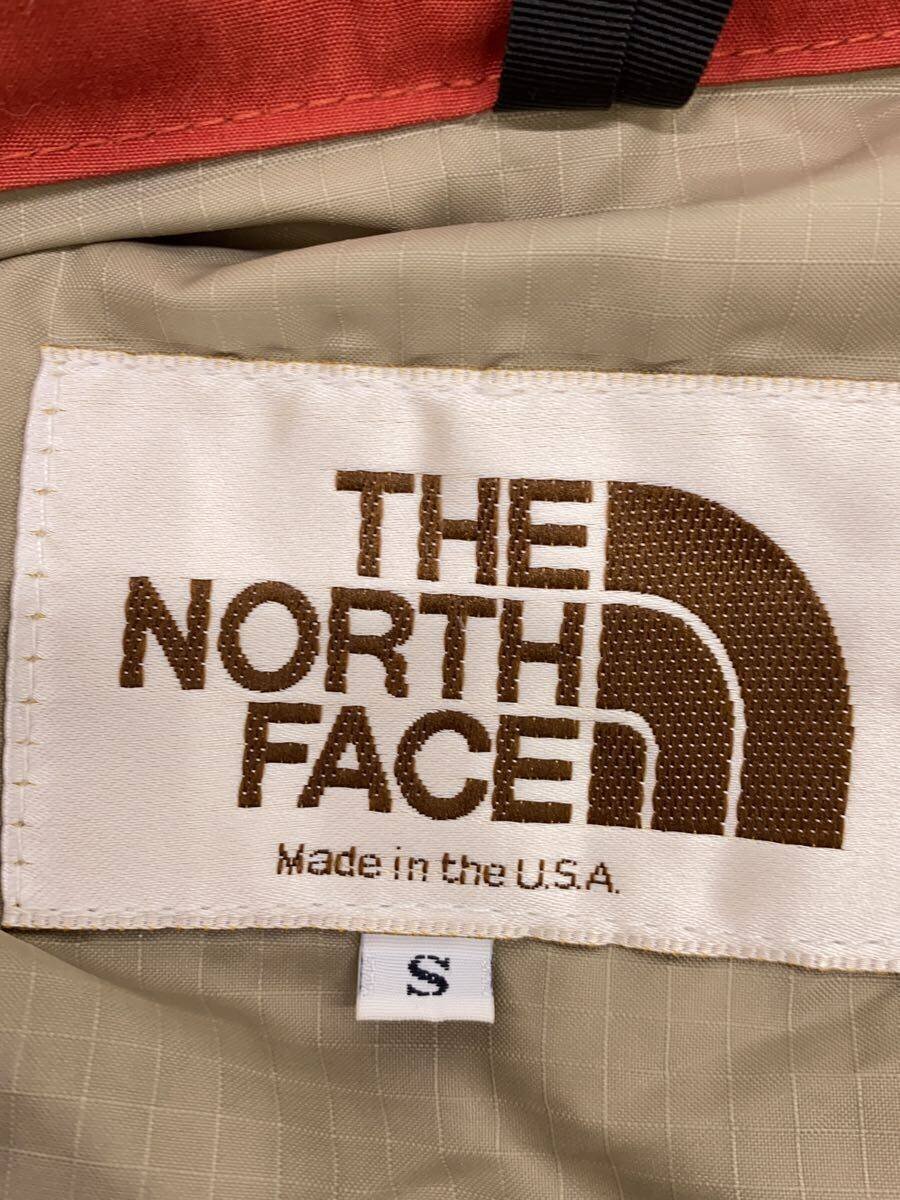 THE
NORTH
FACE
Made in the U.S.A.
S